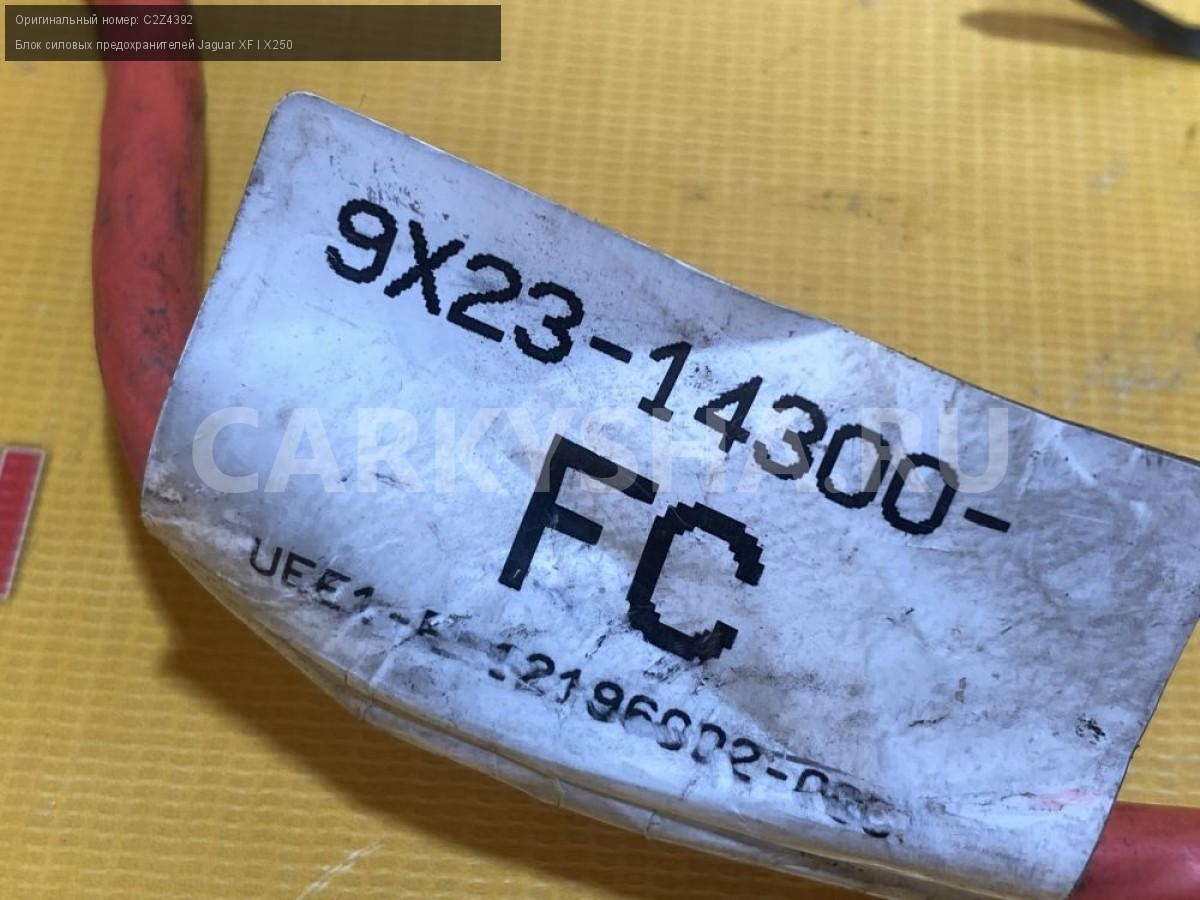 Оригинальный номер: C2Z4392
Блок силовых предохранителей Jaguar XF I X250
9X23-14300-
CARKYSHA.RU
FC